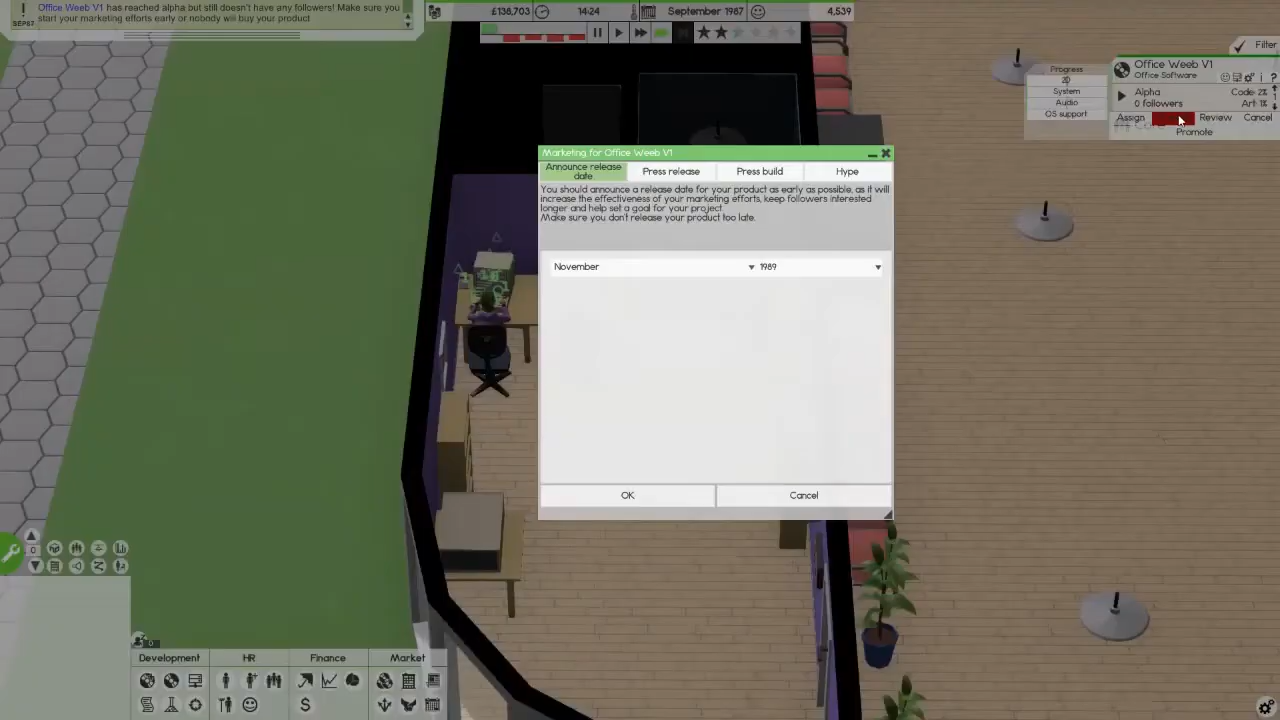 Office Weeb V1 has reached alpha but still doesn't have any followers! Make sure you
start your marketing efforts early or nobody will buy your product
SEP87
£138,703
14:24
September 1987
4,539
Filter
Office Weeb V1
Office Software
Alpha
0 followers
Code: 2%
Art: 1%
Assign
Review
Cancel
Promote
Progress
2D
System
Audio
OS support
Marketing for Office Weeb V1
Announce release
date
Press release
Press build
Hype
You should announce a release date for your product as early as possible, as it will
increase the effectiveness of your marketing efforts, keep followers interested
longer and help set a goal for your project.
Make sure you don't release your product too late.
November
1989
OK
Cancel
0
Development
HR
Finance
Market